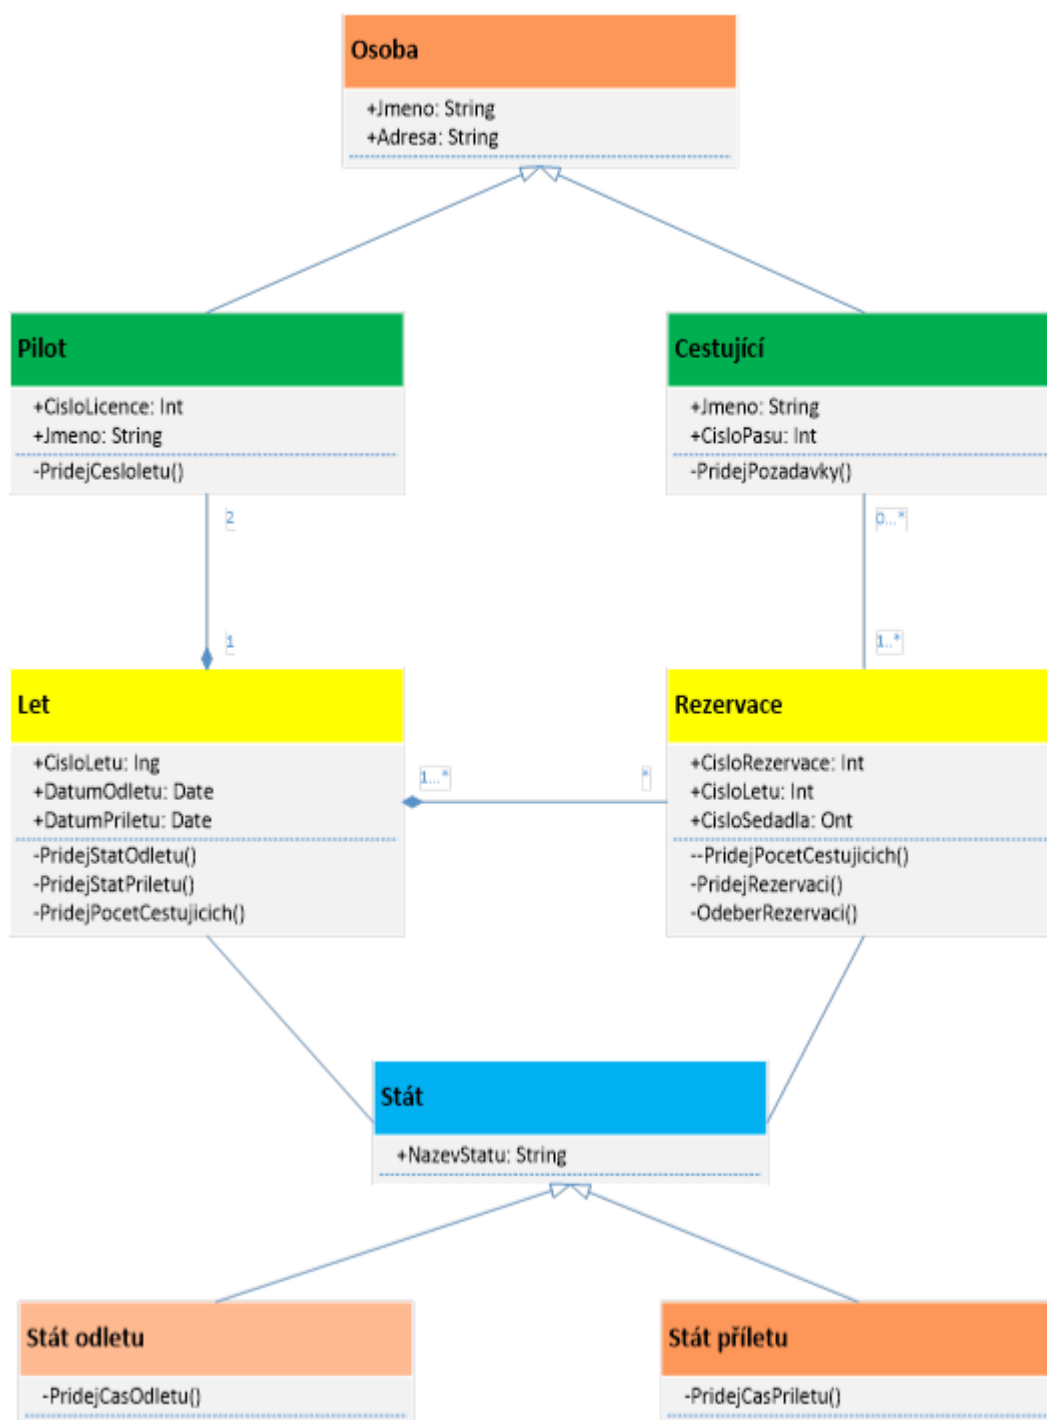 Osoba
+Jmeno: String
+Adresa: String
Pilot
+CisloLicence: Int
+Jmeno: String
-PridejCesloletu()
Cestující
+Jmeno: String
+CisloPasu: Int
-PridejPozadavky()
2
0...*
1
1..*
Let
+CisloLetu: Ing
+DatumOdletu: Date
+DatumPriletu: Date
-PridejStatOdletu()
-PridejStatPriletu()
-PridejPocetCestujicich()
1...*
*
Rezervace
+CisloRezervace: Int
+CisloLetu: Int
+CisloSedadla: Ont
--PridejPocetCestujicich()
-PridejRezervaci()
-OdeberRezervaci()
Stát
+NazevStatu: String
Stát odletu
-PridejCasOdletu()
Stát příletu
-PridejCasPriletu()